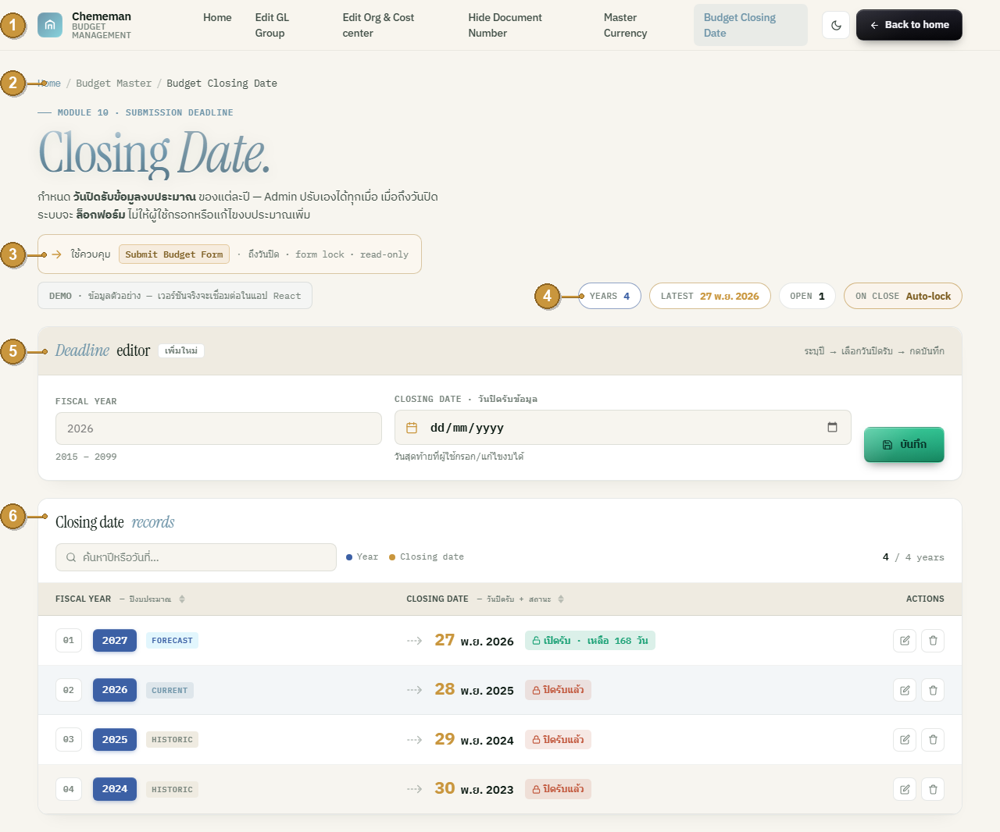 1
Chememan
BUDGET
MANAGEMENT
Home
Edit GL Group
Edit Org & Cost center
Hide Document Number
Master Currency
Budget Closing Date
Back to home
2
Home / Budget Master / Budget Closing Date
MODULE 10 · SUBMISSION DEADLINE
Closing Date.
กำหนด วันปิดรับข้อมูลงบประมาณ ของแต่ละปี — Admin ปรับเองได้ทุกเมื่อ เมื่อถึงวันปิด
ระบบจะ ล็อกฟอร์ม ไม่ให้ผู้ใช้กรอกหรือแก้ไขงบประมาณเพิ่ม
3
→ ใช้ควบคุม Submit Budget Form · ถึงวันปิด · form lock · read-only
DEMO · ข้อมูลตัวอย่าง — เวอร์ชันจริงจะเชื่อมต่อในแอป React
4
YEARS 4
LATEST 27 พ.ย. 2026
OPEN 1
ON CLOSE Auto-lock
5
Deadline editor เพิ่มใหม่
ระบุปี → เลือกวันปิดรับ → กดบันทึก
FISCAL YEAR
CLOSING DATE · วันปิดรับข้อมูล
2026
dd/mm/yyyy
บันทึก
2015 – 2099
วันสุดท้ายที่ผู้ใช้กรอก/แก้ไขงบได้
6
Closing date records
ค้นหาปีหรือวันที่...
Year
Closing date
4 / 4 years
FISCAL YEAR — ปีงบประมาณ
CLOSING DATE — วันปิดรับ + สถานะ
ACTIONS
01 2027 FORECAST 27 พ.ย. 2026 เปิดรับ · เหลือ 168 วัน
02 2026 CURRENT 28 พ.ย. 2025 ปิดรับแล้ว
03 2025 HISTORIC 29 พ.ย. 2024 ปิดรับแล้ว
04 2024 HISTORIC 30 พ.ย. 2023 ปิดรับแล้ว